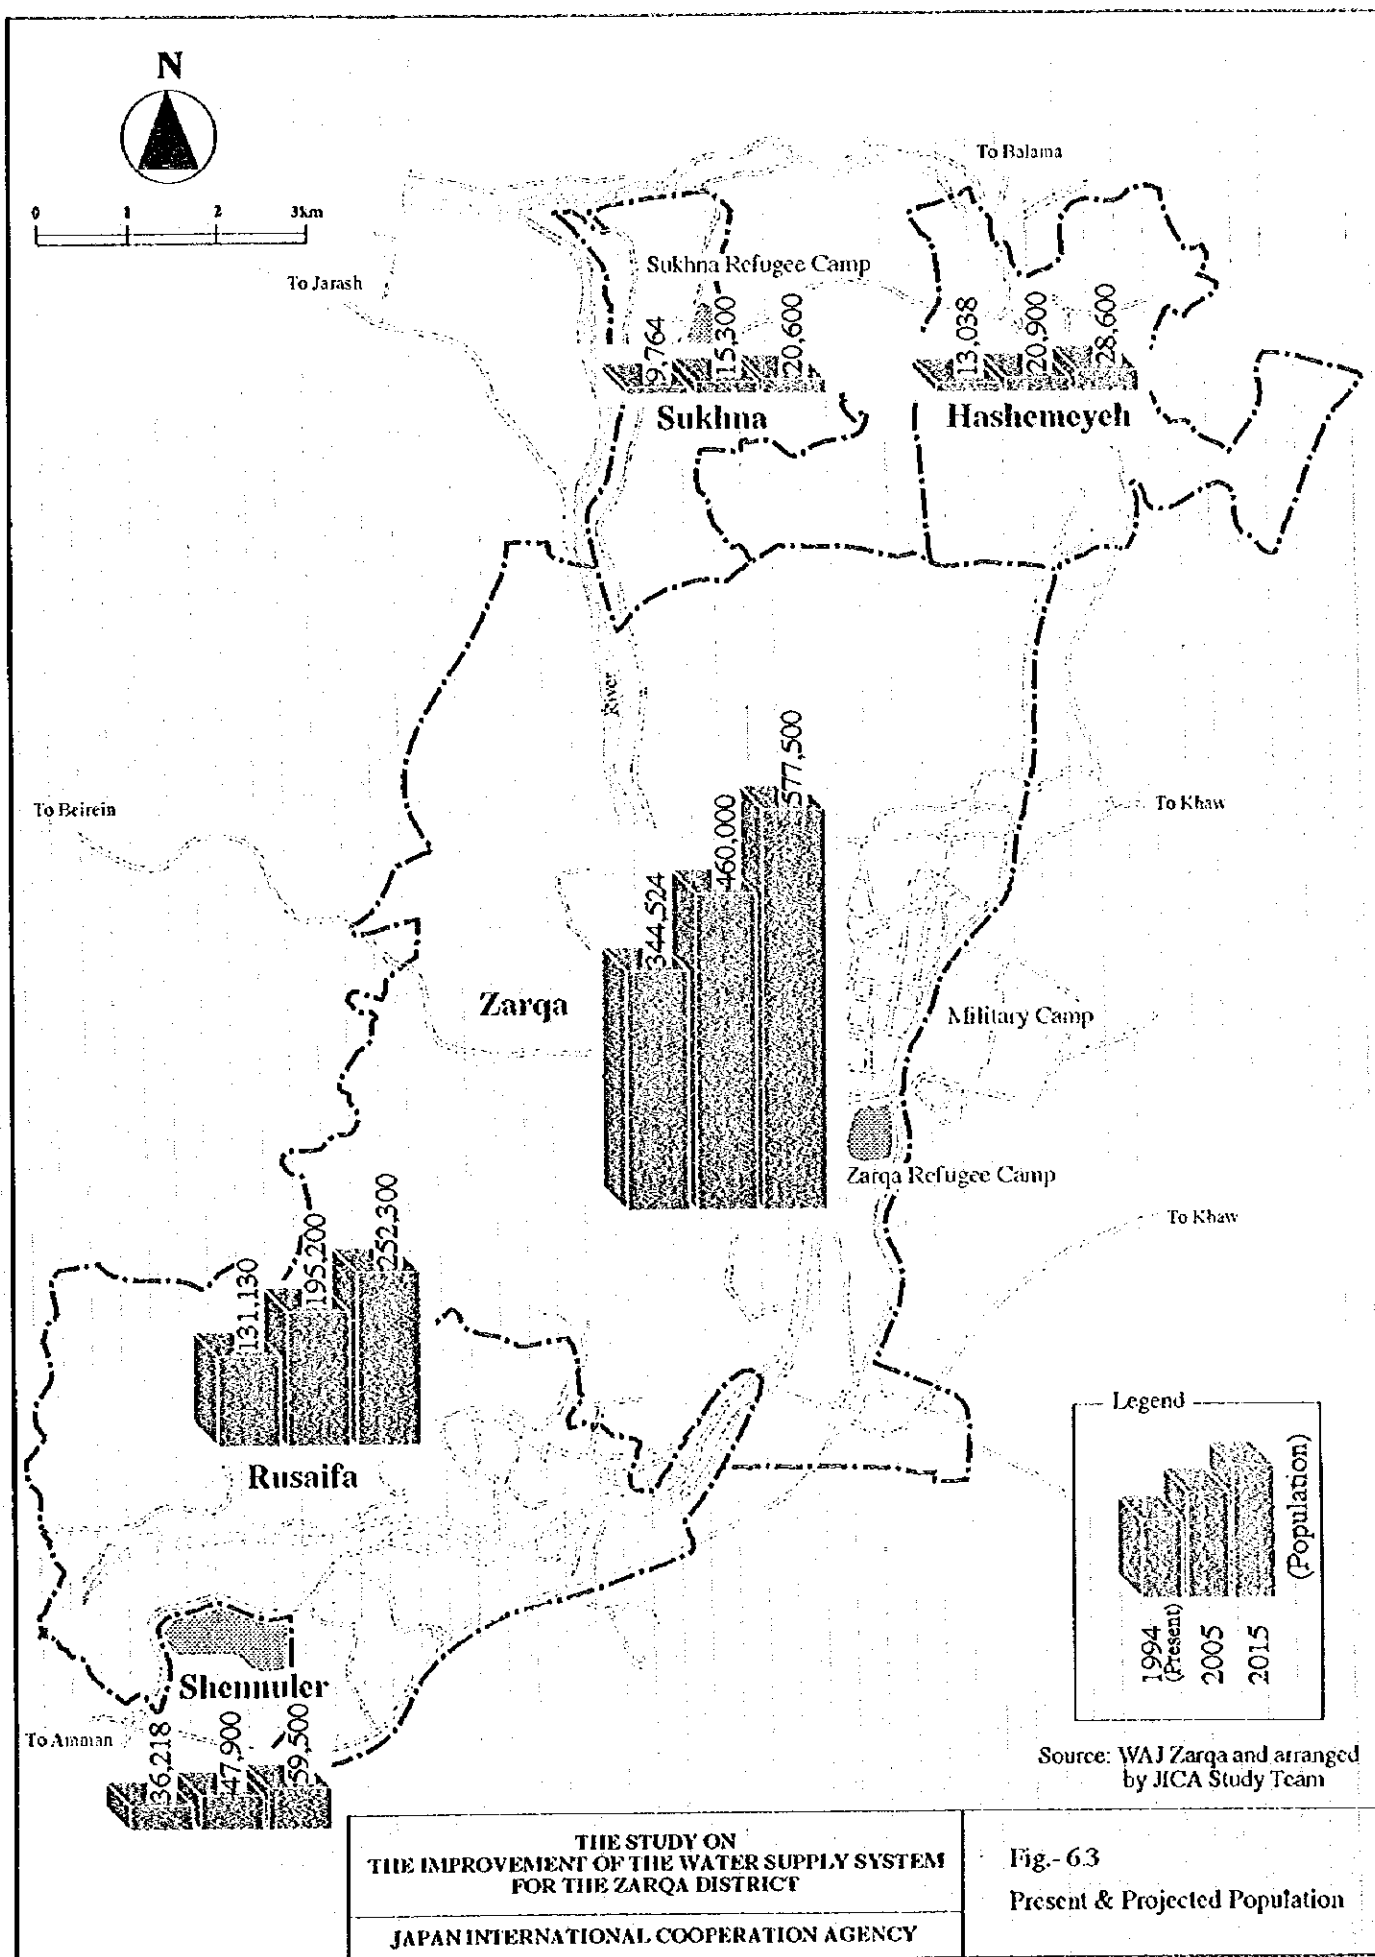 N
0 1 2 3km
To Balama
To Jarash
Sukhna Refugee Camp
9,764
15,300
20,600
13,038
20,900
28,600
Sukhna
Hashemeyeh
River
577,500
460,000
344,524
To Beirein
To Khaw
Zarqa
Military Camp
Zarqa Refugee Camp
To Khaw
131,130
195,200
252,300
Rusaifa
Legend
1994
(Present)
2005
2015
(Population)
Shennuler
To Amman
36,218
47,900
59,500
Source: WAJ Zarqa and arranged
by JICA Study Team
THE STUDY ON
THE IMPROVEMENT OF THE WATER SUPPLY SYSTEM
FOR THE ZARQA DISTRICT
JAPAN INTERNATIONAL COOPERATION AGENCY
Fig.- 6.3
Present & Projected Population